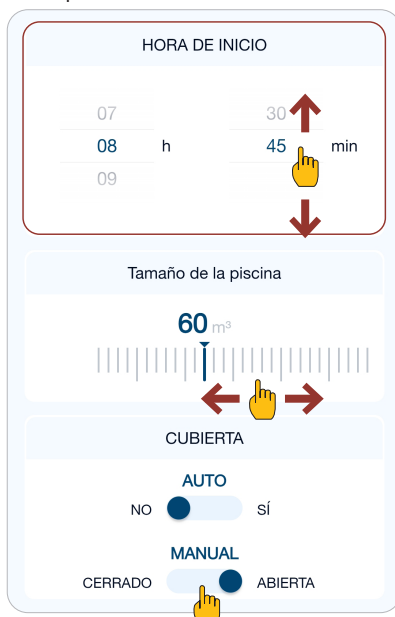 HORA DE INICIO
07 30
08 h 45 min
09
Tamaño de la piscina
60 m³
CUBIERTA
AUTO
NO SÍ
MANUAL
CERRADO ABIERTA